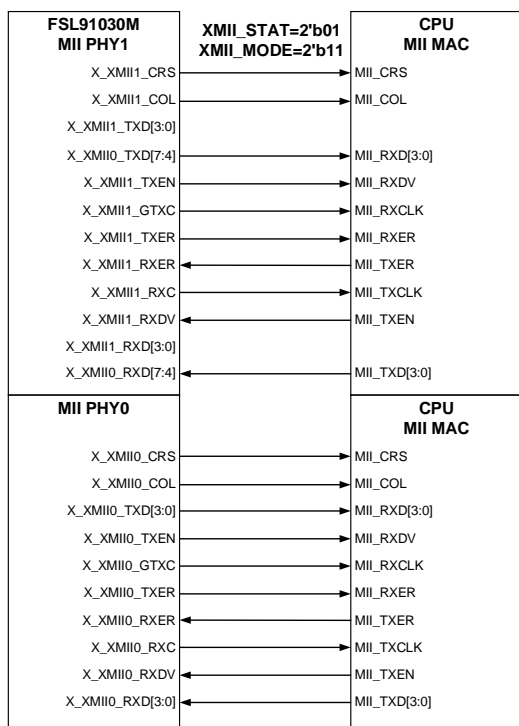 FSL91030M
MII PHY1
XMII_STAT=2'b01
XMII_MODE=2'b11
CPU
MII MAC
X_XMII1_CRS MII_CRS
X_XMII1_COL MII_COL
X_XMII1_TXD[3:0]
X_XMII0_TXD[7:4] MII_RXD[3:0]
X_XMII1_TXEN MII_RXDV
X_XMII1_GTXC MII_RXCLK
X_XMII1_TXER MII_RXER
X_XMII1_RXER MII_TXER
X_XMII1_RXC MII_TXCLK
X_XMII1_RXDV MII_TXEN
X_XMII1_RXD[3:0]
X_XMII0_RXD[7:4] MII_TXD[3:0]
MII PHY0
CPU
MII MAC
X_XMII0_CRS MII_CRS
X_XMII0_COL MII_COL
X_XMII0_TXD[3:0] MII_RXD[3:0]
X_XMII0_TXEN MII_RXDV
X_XMII0_GTXC MII_RXCLK
X_XMII0_TXER MII_RXER
X_XMII0_RXER MII_TXER
X_XMII0_RXC MII_TXCLK
X_XMII0_RXDV MII_TXEN
X_XMII0_RXD[3:0] MII_TXD[3:0]